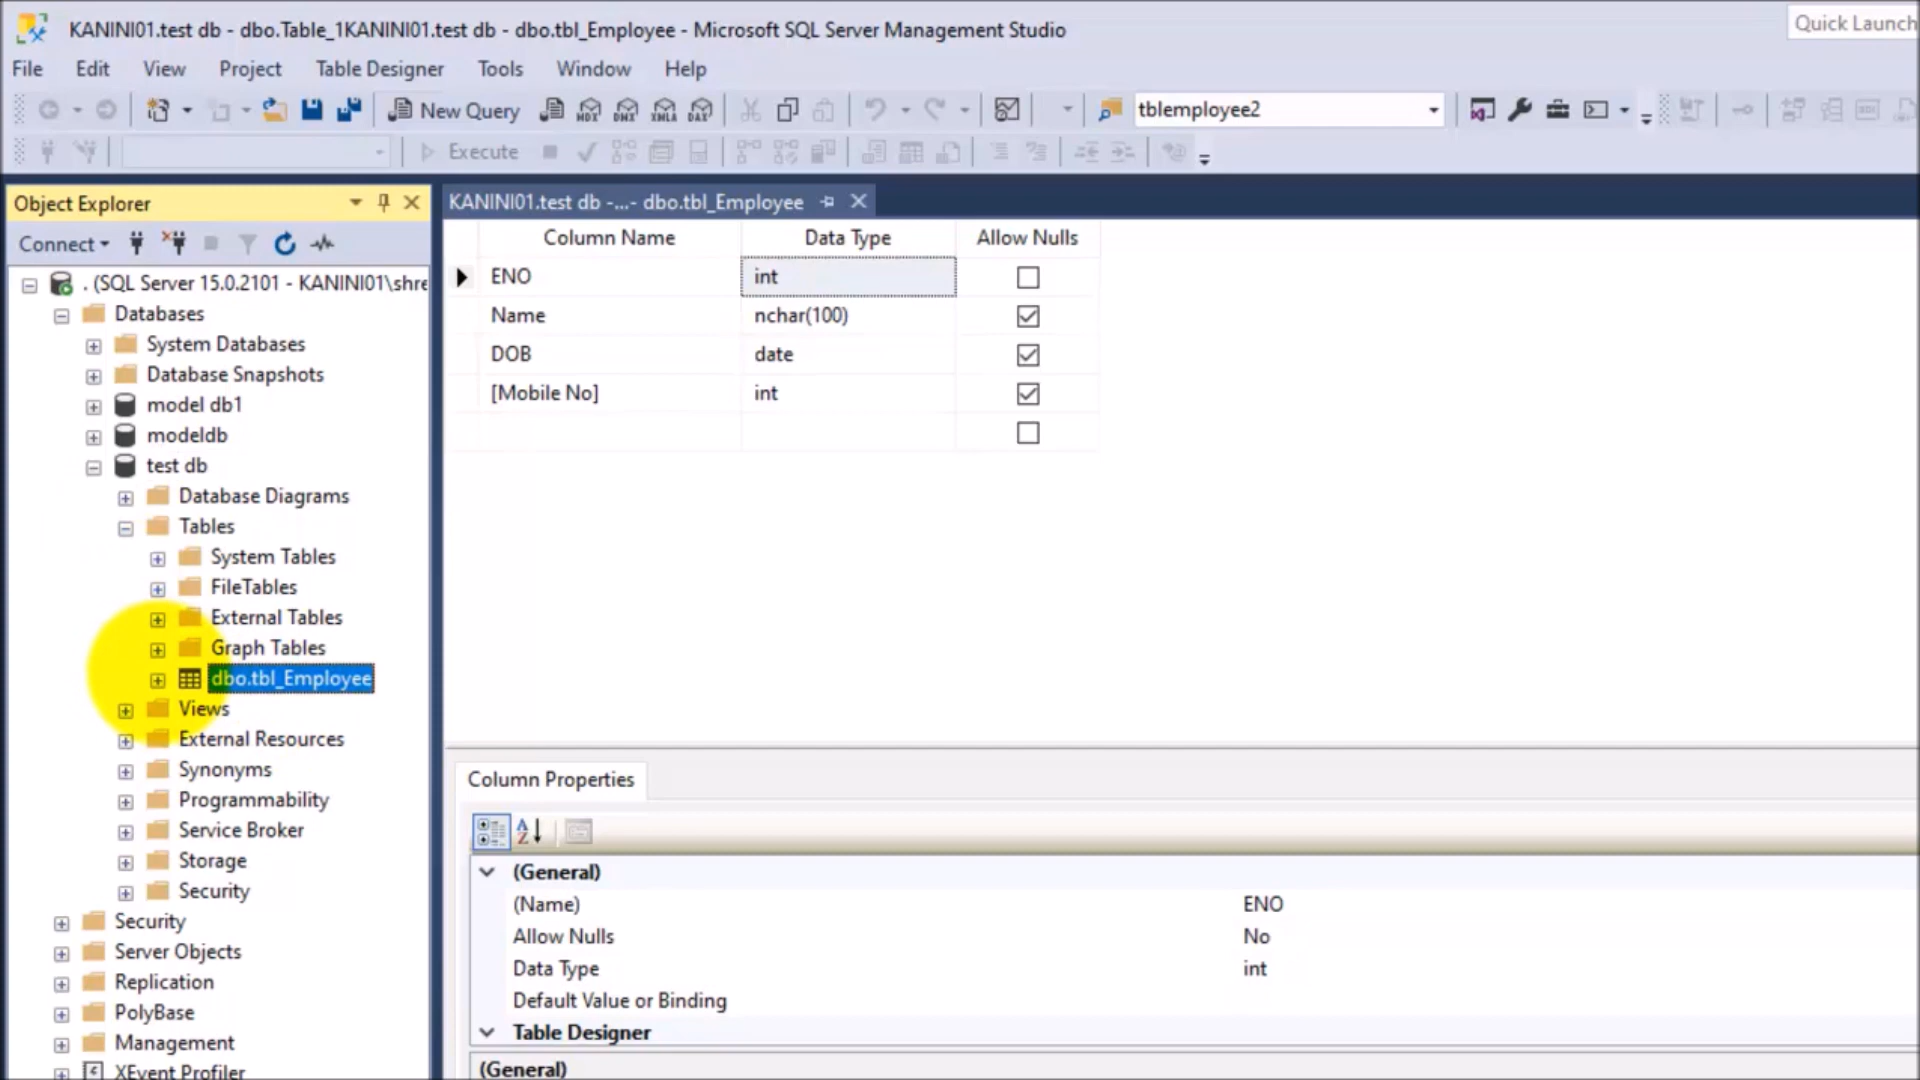 KANINI01.test db - dbo.Table_1KANINI01.test db - dbo.tbl_Employee - Microsoft SQL Server Management Studio
Quick Launch
File Edit View Project Table Designer Tools Window Help
New Query MDX DMX XMLA DAX tblemployee2
Execute
Object Explorer
KANINI01.test db -...- dbo.tbl_Employee
Connect
Column Name Data Type Allow Nulls
ENO int
Name nchar(100)
DOB date
[Mobile No] int
. (SQL Server 15.0.2101 - KANINI01\shre
Databases
System Databases
Database Snapshots
model db1
modeldb
test db
Database Diagrams
Tables
System Tables
FileTables
External Tables
Graph Tables
dbo.tbl_Employee
Views
External Resources
Synonyms
Programmability
Service Broker
Storage
Security
Security
Server Objects
Replication
PolyBase
Management
XEvent Profiler
Column Properties
(General)
(Name) ENO
Allow Nulls No
Data Type int
Default Value or Binding
Table Designer
(General)